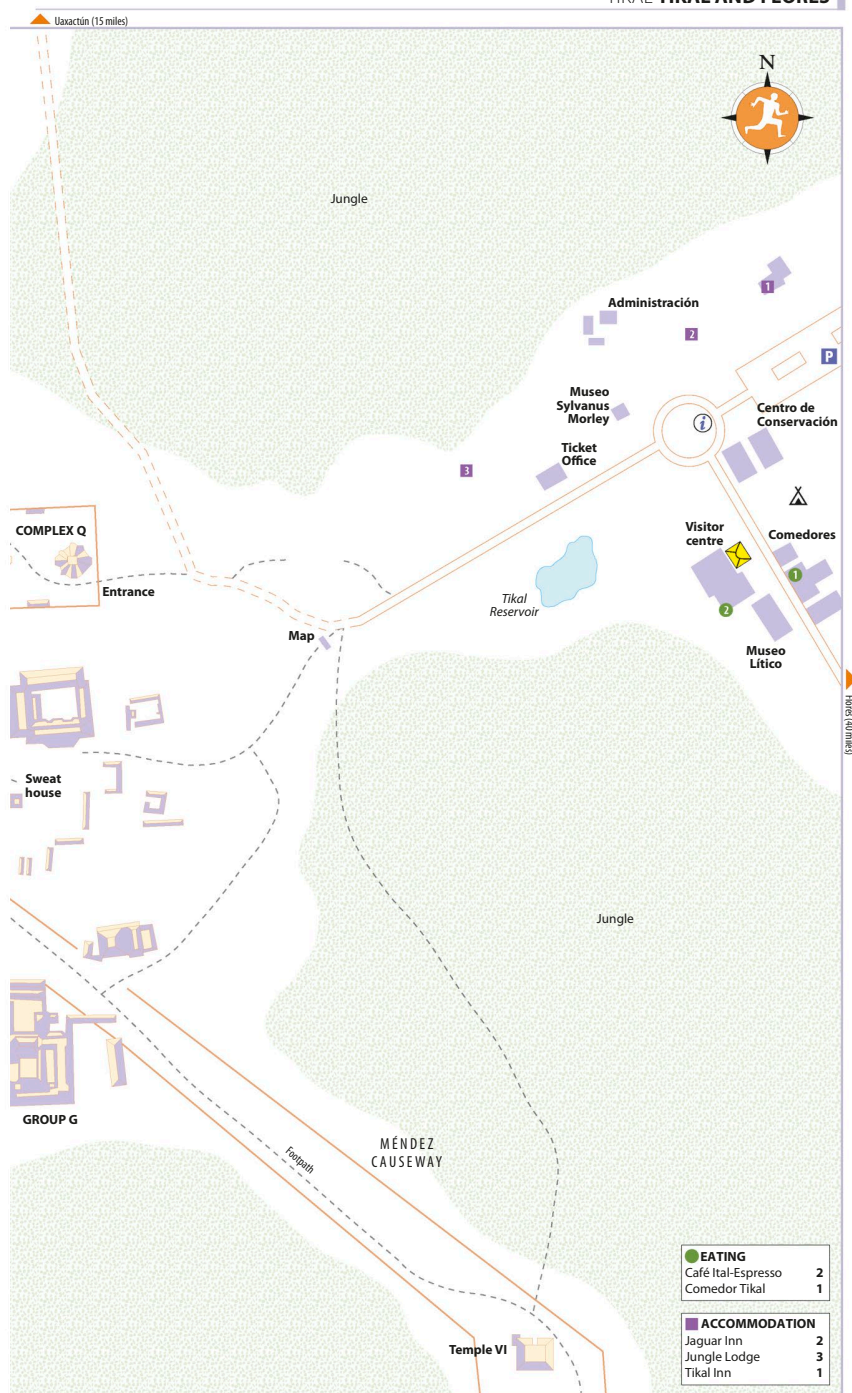 TIKAL TIKAL AND FLORES
Uaxactún (15 miles)
N
Jungle
1
Administración
2
P
Museo
Sylvanus
Morley
i
Centro de
Conservación
Ticket
Office
3
COMPLEX Q
Visitor
centre
Comedores
1
Entrance
Tikal
Reservoir
2
Map
Museo
Lítico
Flores (40 miles)
Sweat
house
Jungle
GROUP G
MÉNDEZ
CAUSEWAY
Footpath
EATING
Café Ital-Espresso 2
Comedor Tikal 1
ACCOMMODATION
Jaguar Inn 2
Jungle Lodge 3
Tikal Inn 1
Temple VI